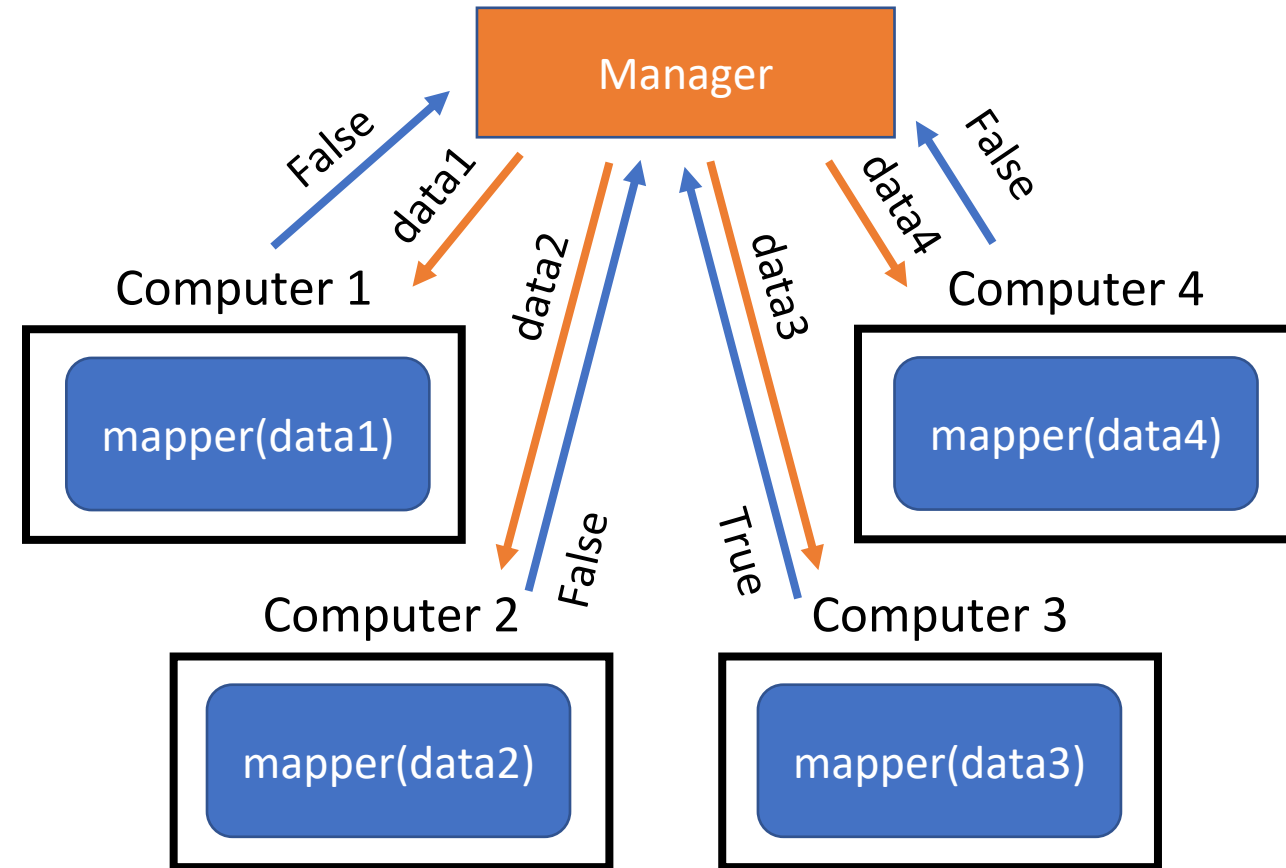 Manager
False
data1
data2
data3
data4
False
Computer 1
Computer 4
mapper(data1)
mapper(data4)
False
True
Computer 2
Computer 3
mapper(data2)
mapper(data3)